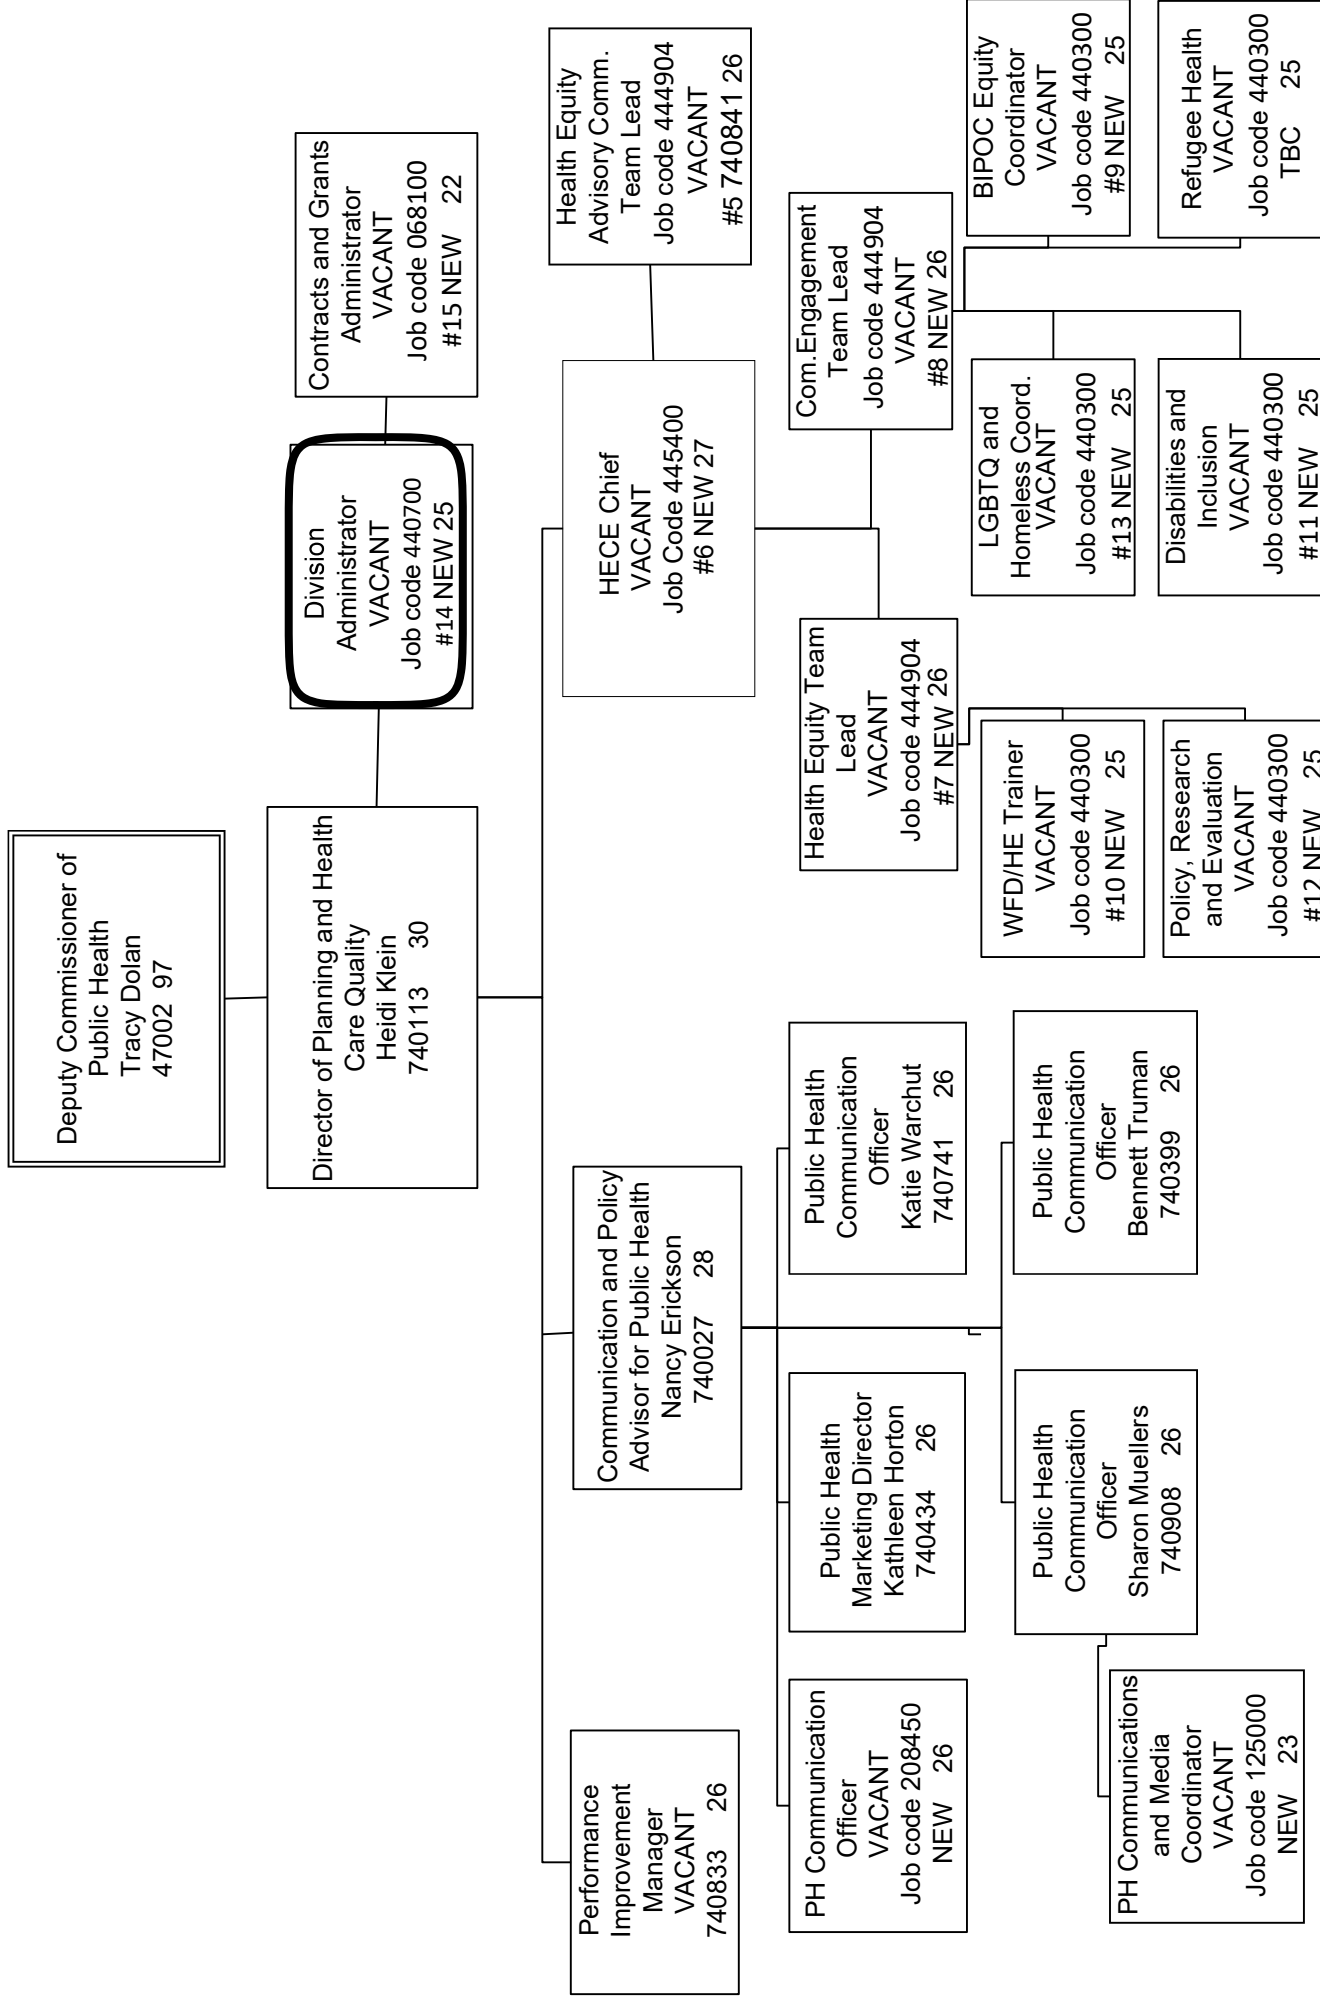 Deputy Commissioner of
Public Health
Tracy Dolan
47002 97
Director of Planning and Health
Care Quality
Heidi Klein
740113 30
Division
Administrator
VACANT
Job code 440700
#14 NEW 25
Contracts and Grants
Administrator
VACANT
Job code 068100
#15 NEW 22
Performance
Improvement
Manager
VACANT
740833 26
Communication and Policy
Advisor for Public Health
Nancy Erickson
740027 28
HECE Chief
VACANT
Job Code 445400
#6 NEW 27
Health Equity
Advisory Comm.
Team Lead
Job code 444904
VACANT
#5 740841 26
PH Communication
Officer
VACANT
Job code 208450
NEW 26
Public Health
Marketing Director
Kathleen Horton
740434 26
Public Health
Communication
Officer
Katie Warchut
740741 26
Health Equity Team
Lead
VACANT
Job code 444904
#7 NEW 26
Com.Engagement
Team Lead
Job code 444904
VACANT
#8 NEW 26
PH Communications
and Media
Coordinator
VACANT
Job code 125000
NEW 23
Public Health
Communication
Officer
Sharon Muellers
740908 26
Public Health
Communication
Officer
Bennett Truman
740399 26
WFD/HE Trainer
VACANT
Job code 440300
#10 NEW 25
LGBTQ and
Homeless Coord.
VACANT
Job code 440300
#13 NEW 25
BIPOC Equity
Coordinator
VACANT
Job code 440300
#9 NEW 25
Policy, Research
and Evaluation
VACANT
Job code 440300
#12 NEW 25
Disabilities and
Inclusion
VACANT
Job code 440300
#11 NEW 25
Refugee Health
VACANT
Job code 440300
TBC 25